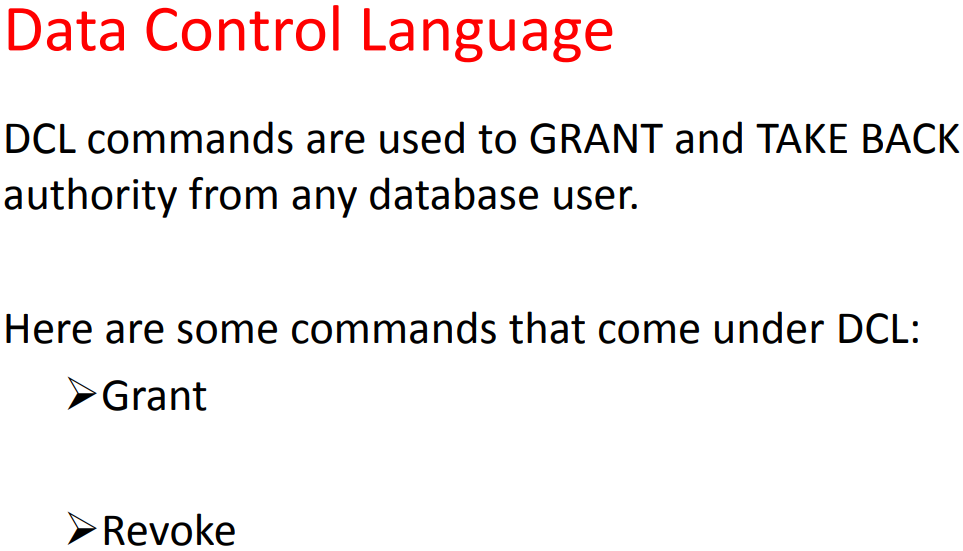 Data Control Language
DCL commands are used to GRANT and TAKE BACK
authority from any database user.
Here are some commands that come under DCL:
➢Grant
➢Revoke